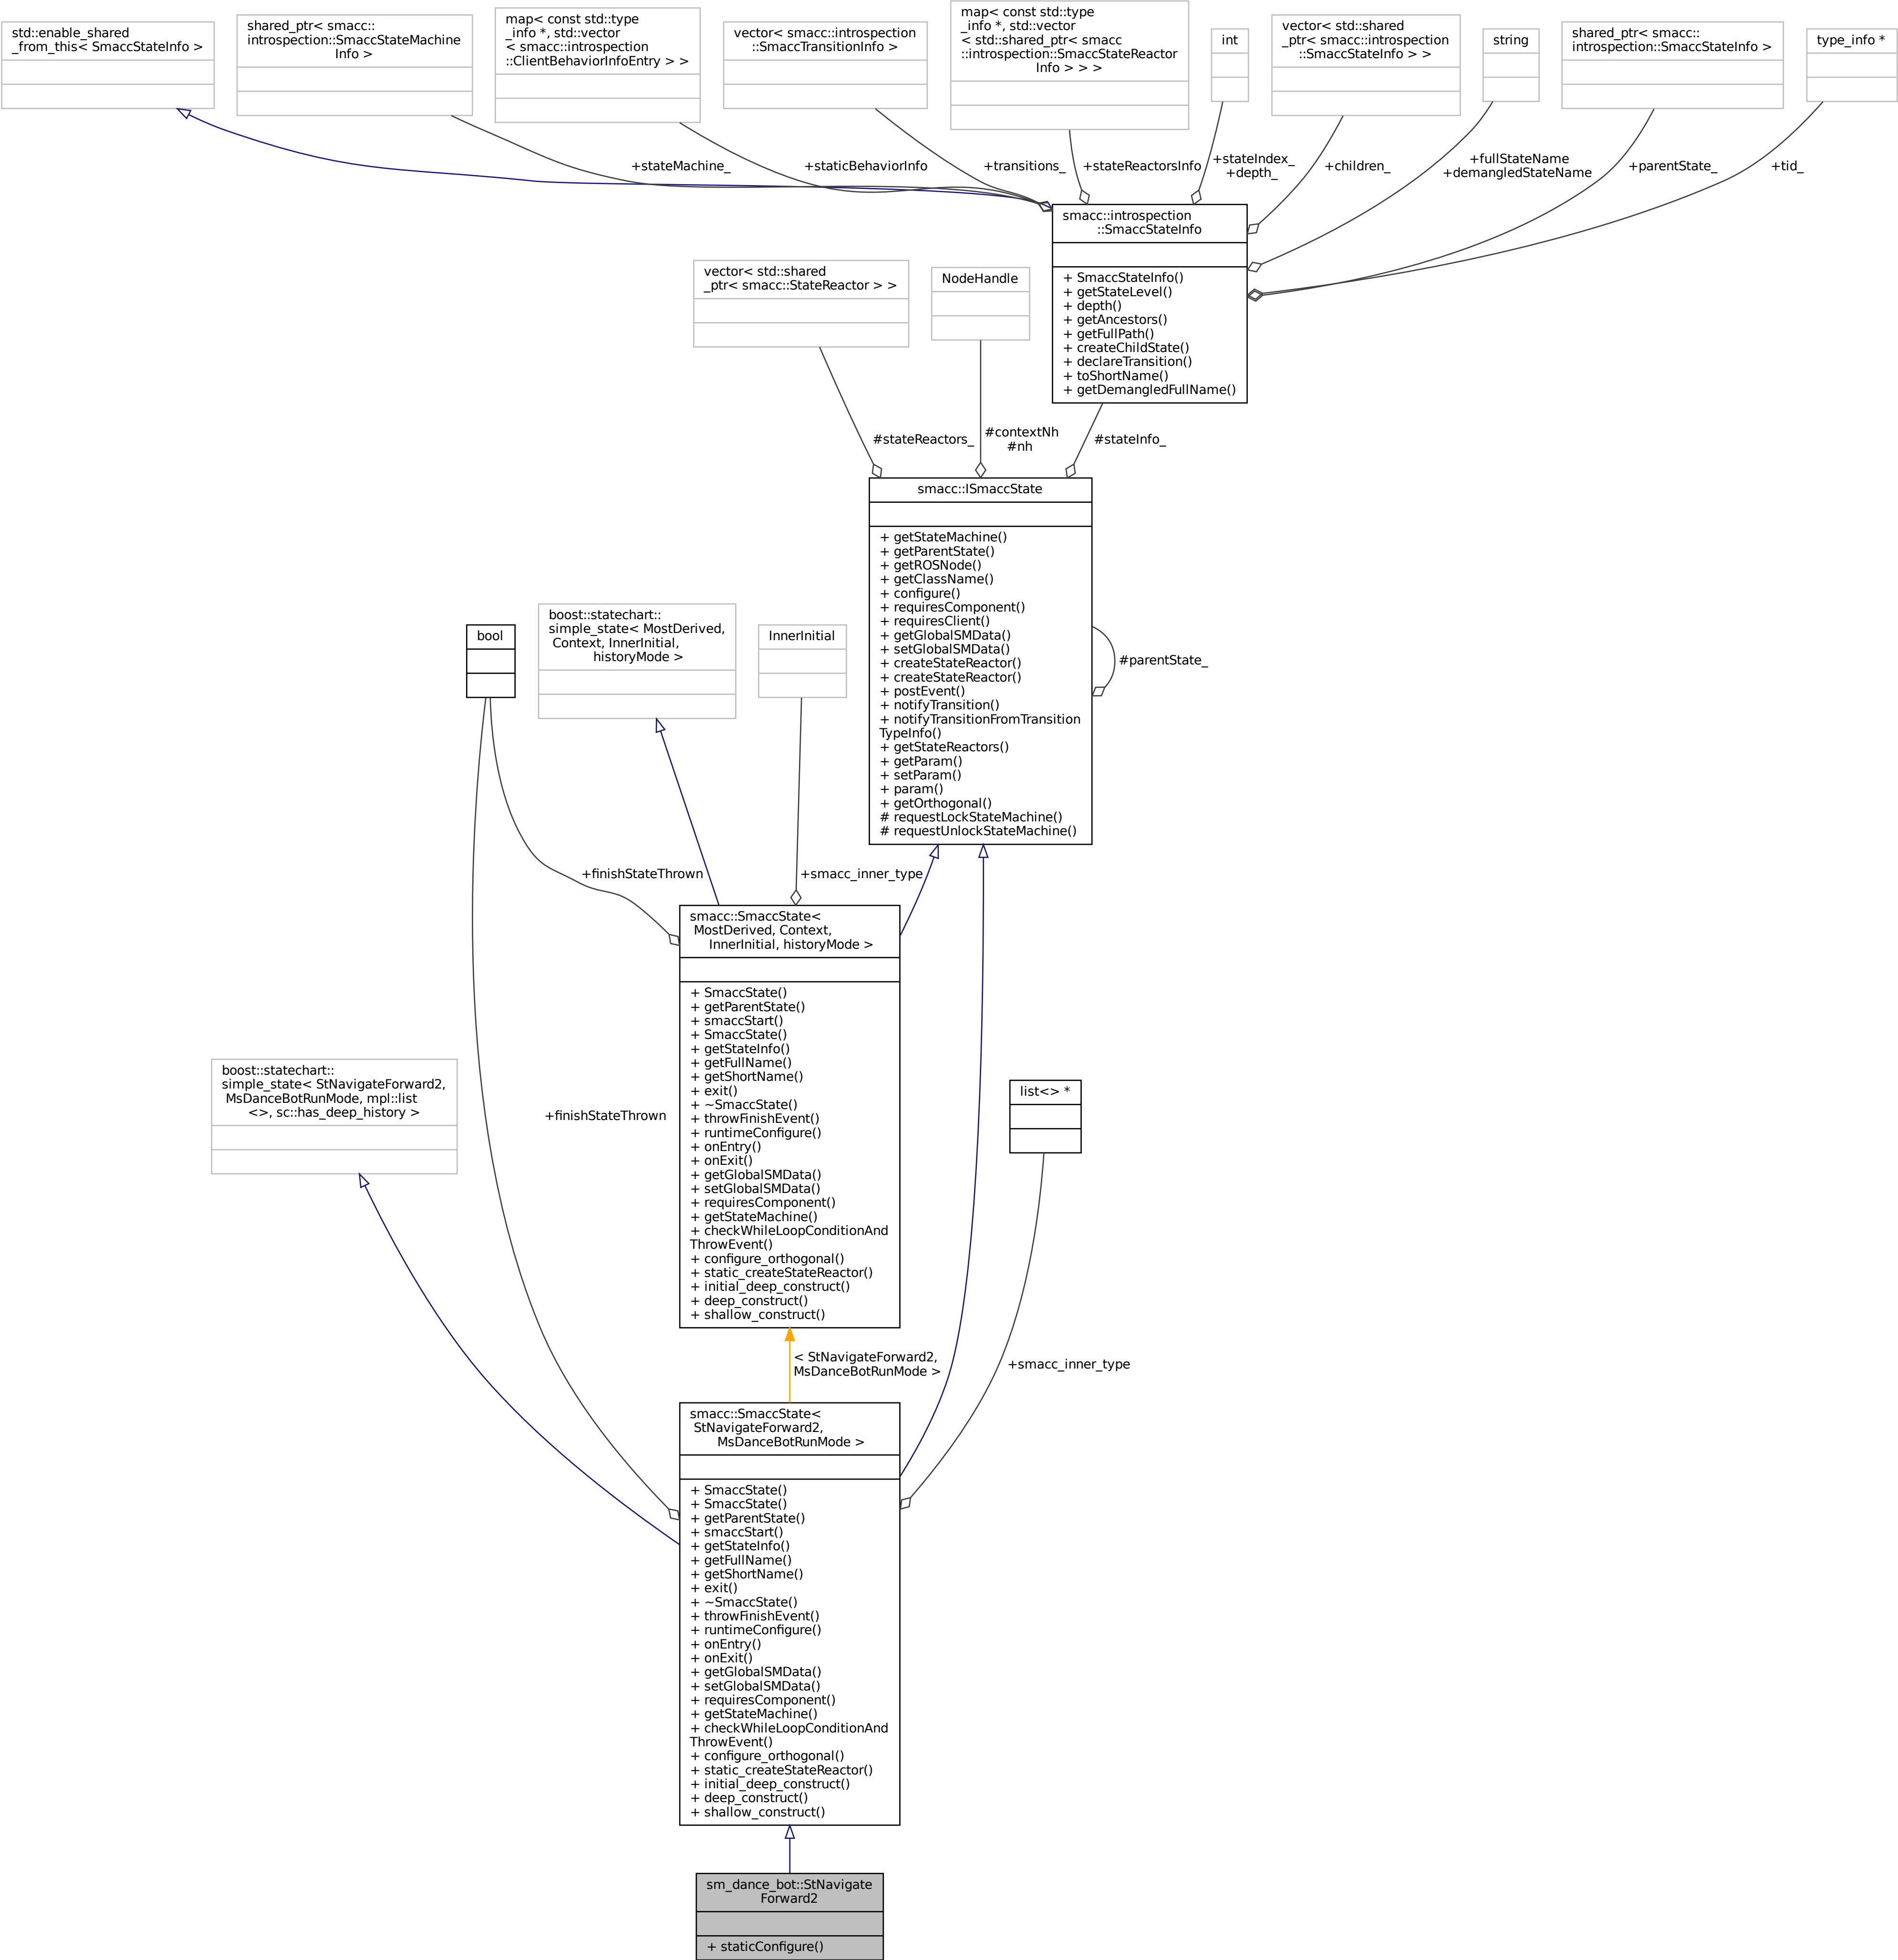 std::enable_shared
_from_this< SmaccStateInfo >
shared_ptr< smacc::
introspection::SmaccStateMachine
Info >
map< const std::type
_info *, std::vector
< smacc::introspection
::ClientBehaviorInfoEntry > >
vector< smacc::introspection
::SmaccTransitionInfo >
map< const std::type
_info *, std::vector
< std::shared_ptr< smacc
::introspection::SmaccStateReactor
Info > > >
int
vector< std::shared
_ptr< smacc::introspection
::SmaccStateInfo > >
string
shared_ptr< smacc::
introspection::SmaccStateInfo >
type_info *
+stateMachine_
+staticBehaviorInfo
+transitions_
+stateReactorsInfo
+stateIndex_
+depth_
+children_
+fullStateName
+demangledStateName
+parentState_
+tid_
smacc::introspection
::SmaccStateInfo
+ SmaccStateInfo()
+ getStateLevel()
+ depth()
+ getAncestors()
+ getFullPath()
+ createChildState()
+ declareTransition()
+ toShortName()
+ getDemangledFullName()
vector< std::shared
_ptr< smacc::StateReactor > >
NodeHandle
#stateReactors_
#contextNh
#nh
#stateInfo_
smacc::ISmaccState
+ getStateMachine()
+ getParentState()
+ getROSNode()
+ getClassName()
+ configure()
+ requiresComponent()
+ requiresClient()
+ getGlobalSMData()
+ setGlobalSMData()
+ createStateReactor()
+ createStateReactor()
+ postEvent()
+ notifyTransition()
+ notifyTransitionFromTransition
TypeInfo()
+ getStateReactors()
+ getParam()
+ setParam()
+ param()
+ getOrthogonal()
# requestLockStateMachine()
# requestUnlockStateMachine()
#parentState_
bool
boost::statechart::
simple_state< MostDerived,
Context, InnerInitial,
historyMode >
InnerInitial
+finishStateThrown
+smacc_inner_type
smacc::SmaccState<
MostDerived, Context,
InnerInitial, historyMode >
+ SmaccState()
+ getParentState()
+ smaccStart()
+ SmaccState()
+ getStateInfo()
+ getFullName()
+ getShortName()
+ exit()
+ ~SmaccState()
+ throwFinishEvent()
+ runtimeConfigure()
+ onEntry()
+ onExit()
+ getGlobalSMData()
+ setGlobalSMData()
+ requiresComponent()
+ getStateMachine()
+ checkWhileLoopConditionAnd
ThrowEvent()
+ configure_orthogonal()
+ static_createStateReactor()
+ initial_deep_construct()
+ deep_construct()
+ shallow_construct()
boost::statechart::
simple_state< StNavigateForward2,
MsDanceBotRunMode, mpl::list
<>, sc::has_deep_history >
+finishStateThrown
list<> *
< StNavigateForward2,
MsDanceBotRunMode >
+smacc_inner_type
smacc::SmaccState<
StNavigateForward2,
MsDanceBotRunMode >
+ SmaccState()
+ SmaccState()
+ getParentState()
+ smaccStart()
+ getStateInfo()
+ getFullName()
+ getShortName()
+ exit()
+ ~SmaccState()
+ throwFinishEvent()
+ runtimeConfigure()
+ onEntry()
+ onExit()
+ getGlobalSMData()
+ setGlobalSMData()
+ requiresComponent()
+ getStateMachine()
+ checkWhileLoopConditionAnd
ThrowEvent()
+ configure_orthogonal()
+ static_createStateReactor()
+ initial_deep_construct()
+ deep_construct()
+ shallow_construct()
sm_dance_bot::StNavigate
Forward2
+ staticConfigure()